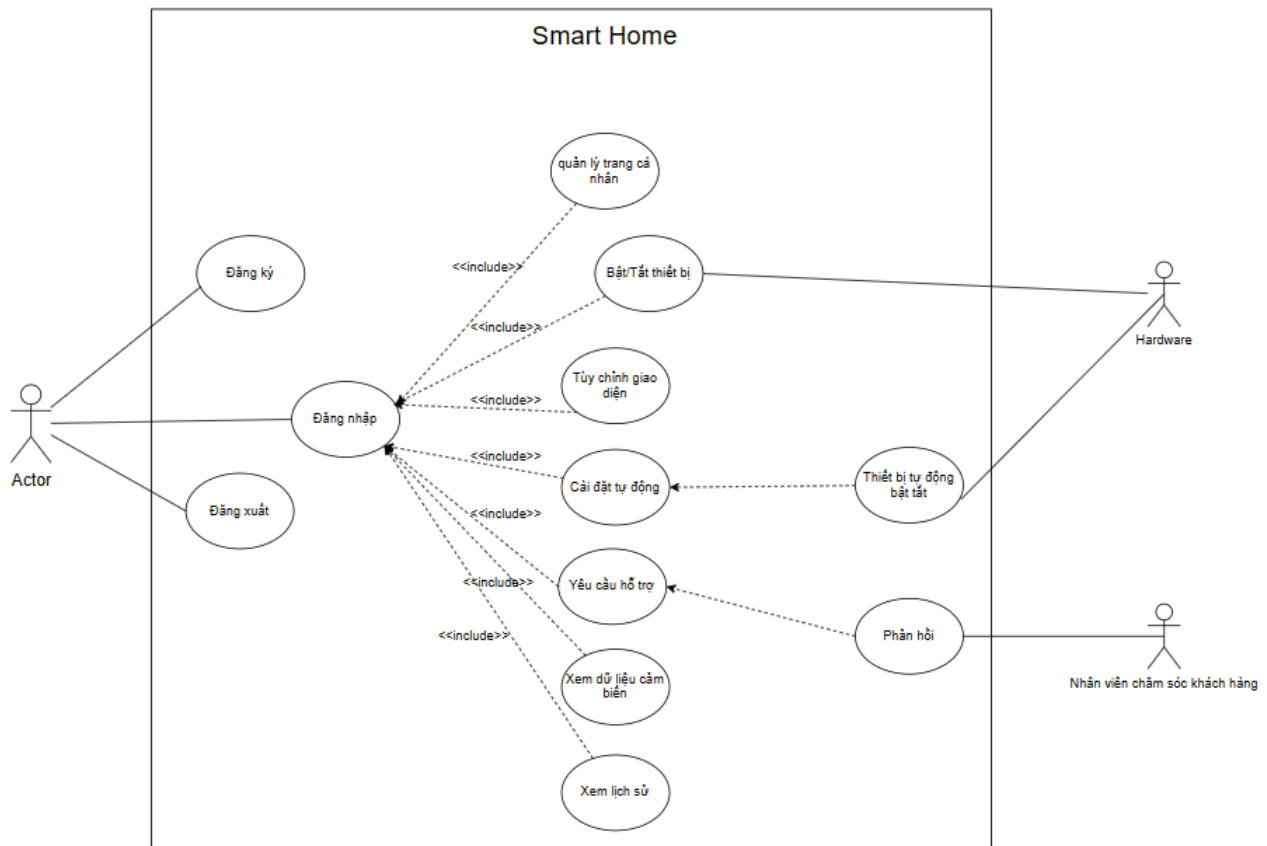 Smart Home
quản lý trang cá
nhân
Đăng ký
<<include>>
Bật/Tắt thiết bị
<<include>>
Hardware
Tùy chỉnh giao
diện
<<include>>
Đăng nhập
Actor
<<include>>
Cài đặt tự động
Thiết bị tự động
bật tắt
Đăng xuất
<<include>>
Yêu cầu hỗ trợ
<<include>>
<<include>>
Phản hồi
Xem dữ liệu cảm
biến
Nhân viên chăm sóc khách hàng
Xem lịch sử